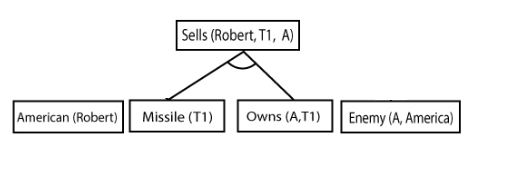 Sells (Robert, T1, A)
American (Robert)
Missile (T1)
Owns (A,T1)
Enemy (A, America)